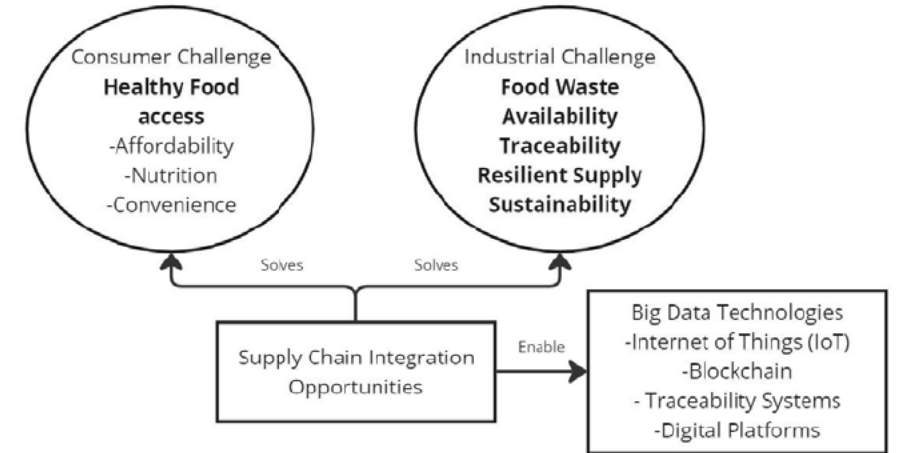 Consumer Challenge
Healthy Food
access
-Affordability
-Nutrition
-Convenience
Industrial Challenge
Food Waste
Availability
Traceability
Resilient Supply
Sustainability
Solves
Solves
Supply Chain Integration
Opportunities
Enable
Big Data Technologies
-Internet of Things (IoT)
-Blockchain
- Traceability Systems
-Digital Platforms